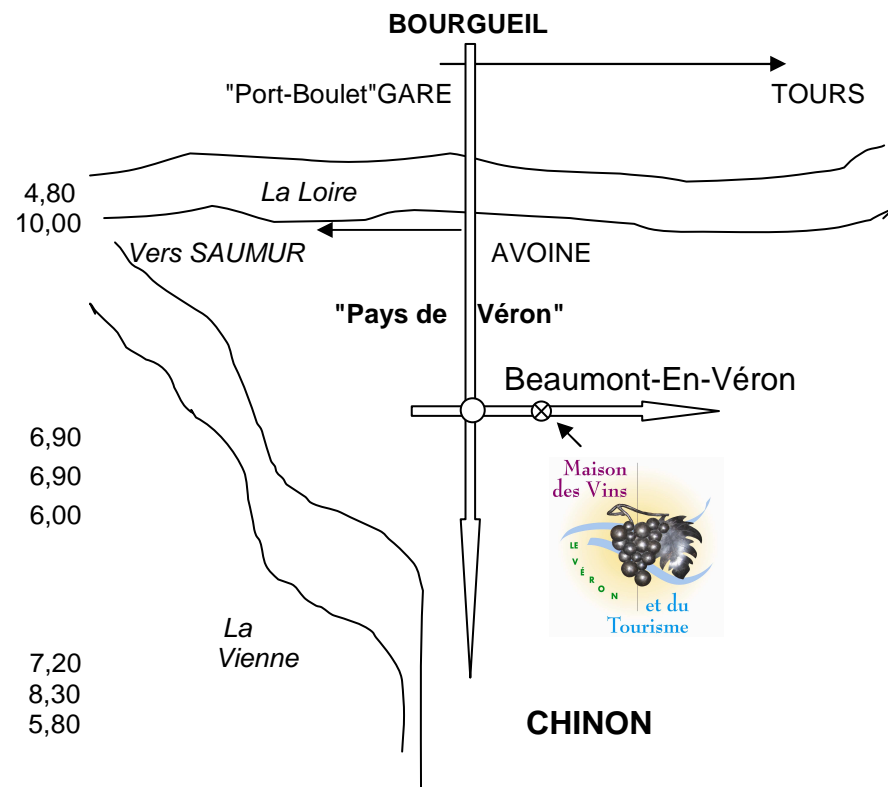 BOURGUEIL
"Port-Boulet"GARE
TOURS
4,80
La Loire
10,00
Vers SAUMUR
AVOINE
"Pays de Véron"
Beaumont-En-Véron
6,90
6,90
6,00
Maison
des Vins
LE
VÉRON
et du
Tourisme
La
Vienne
7,20
8,30
5,80
CHINON